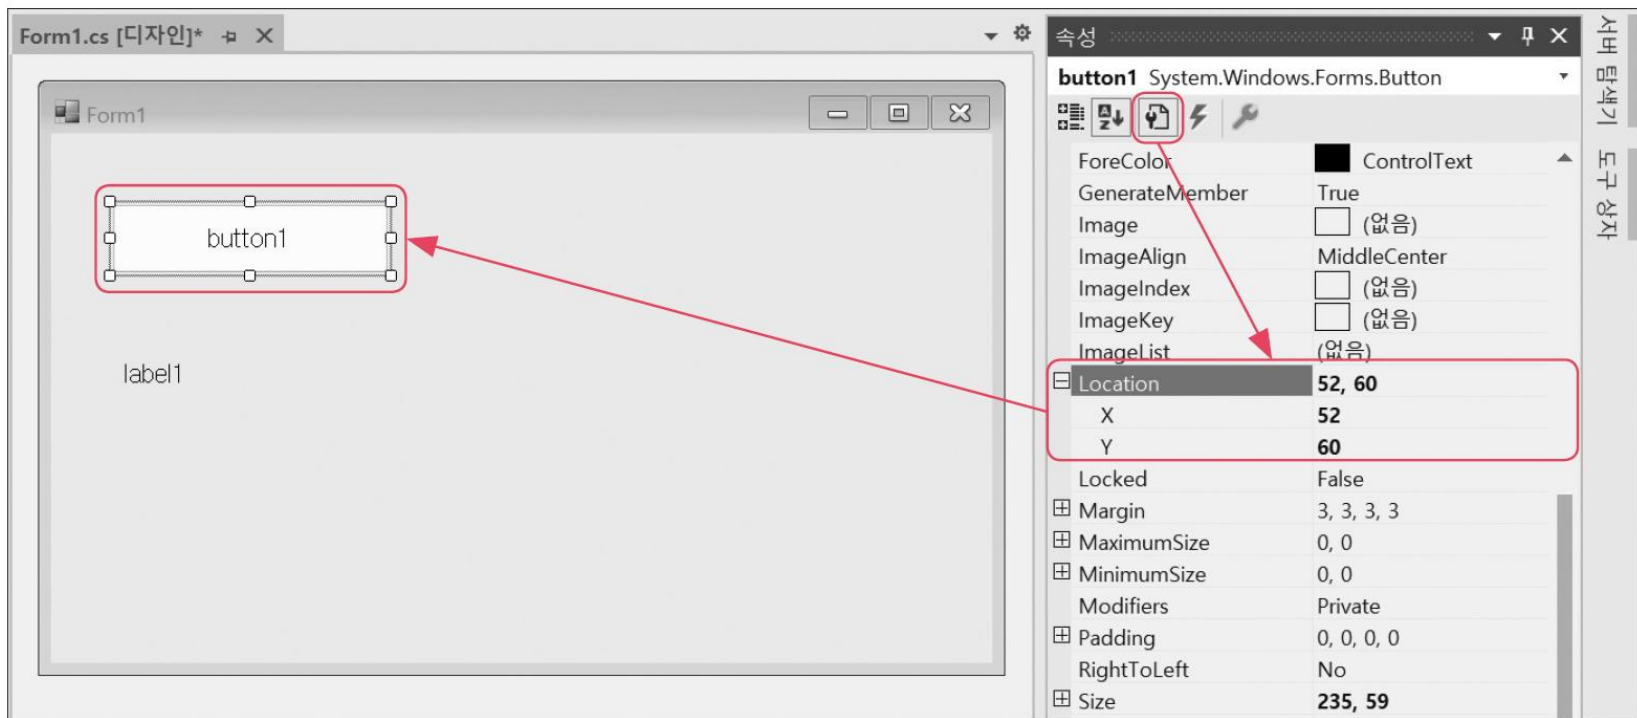 Form1.cs [디자인]*
Form1
button1
label1
속성
button1 System.Windows.Forms.Button
ForeColor ControlText
GenerateMember True
Image (없음)
ImageAlign MiddleCenter
ImageIndex (없음)
ImageKey (없음)
ImageList (없음)
Location 52, 60
X 52
Y 60
Locked False
Margin 3, 3, 3, 3
MaximumSize 0, 0
MinimumSize 0, 0
Modifiers Private
Padding 0, 0, 0, 0
RightToLeft No
Size 235, 59
서버 탐색기
도구 상자